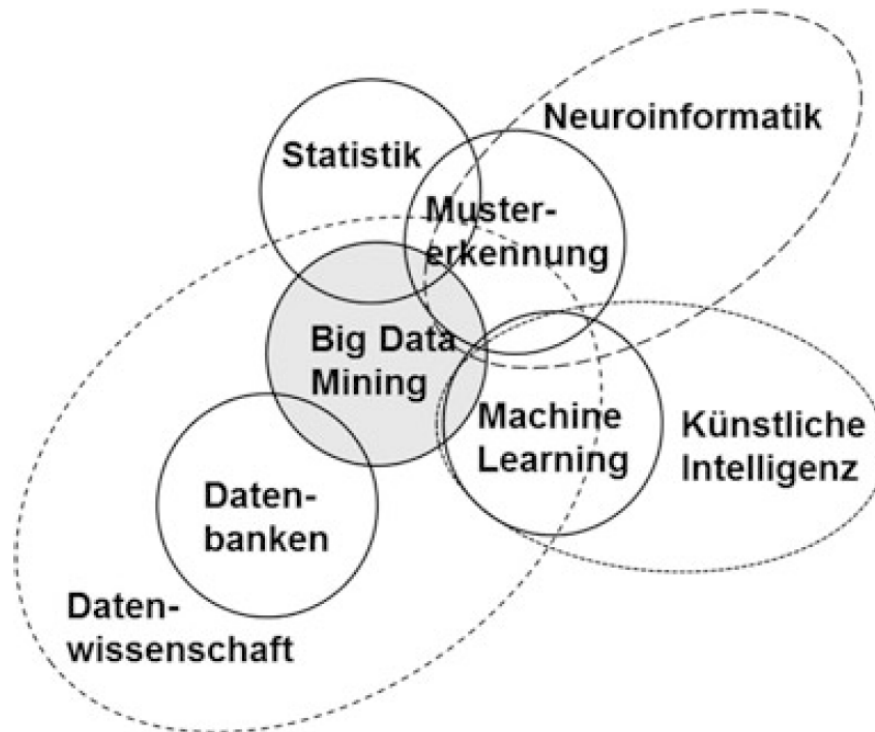 Neuroinformatik
Statistik
Muster-
erkennung
Big Data
Mining
Machine
Learning
Künstliche
Intelligenz
Daten-
banken
Daten-
wissenschaft